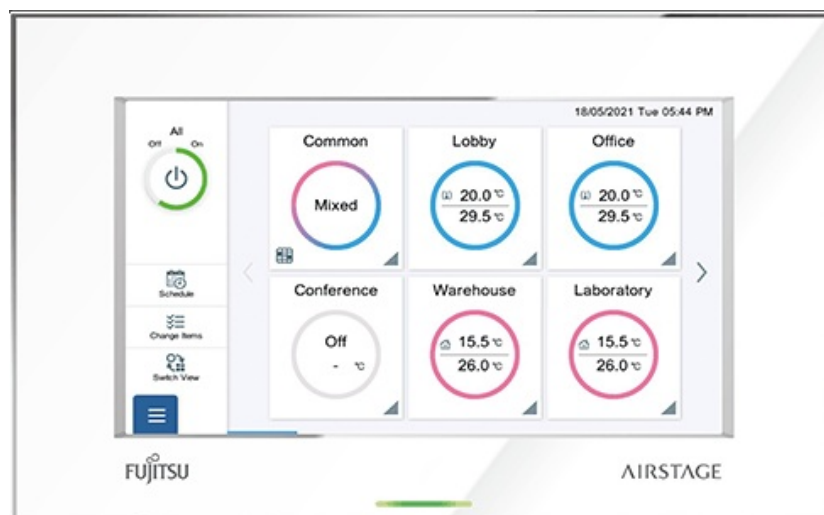 18/05/2021 Tue 05:44 PM
All
Off On
Schedule
Change Items
Switch View
Common
Mixed
Lobby
20.0 ℃
29.5 ℃
Office
20.0 ℃
29.5 ℃
Conference
Off
- ℃
Warehouse
15.5 ℃
26.0 ℃
Laboratory
15.5 ℃
26.0 ℃
FUJITSU
AIRSTAGE